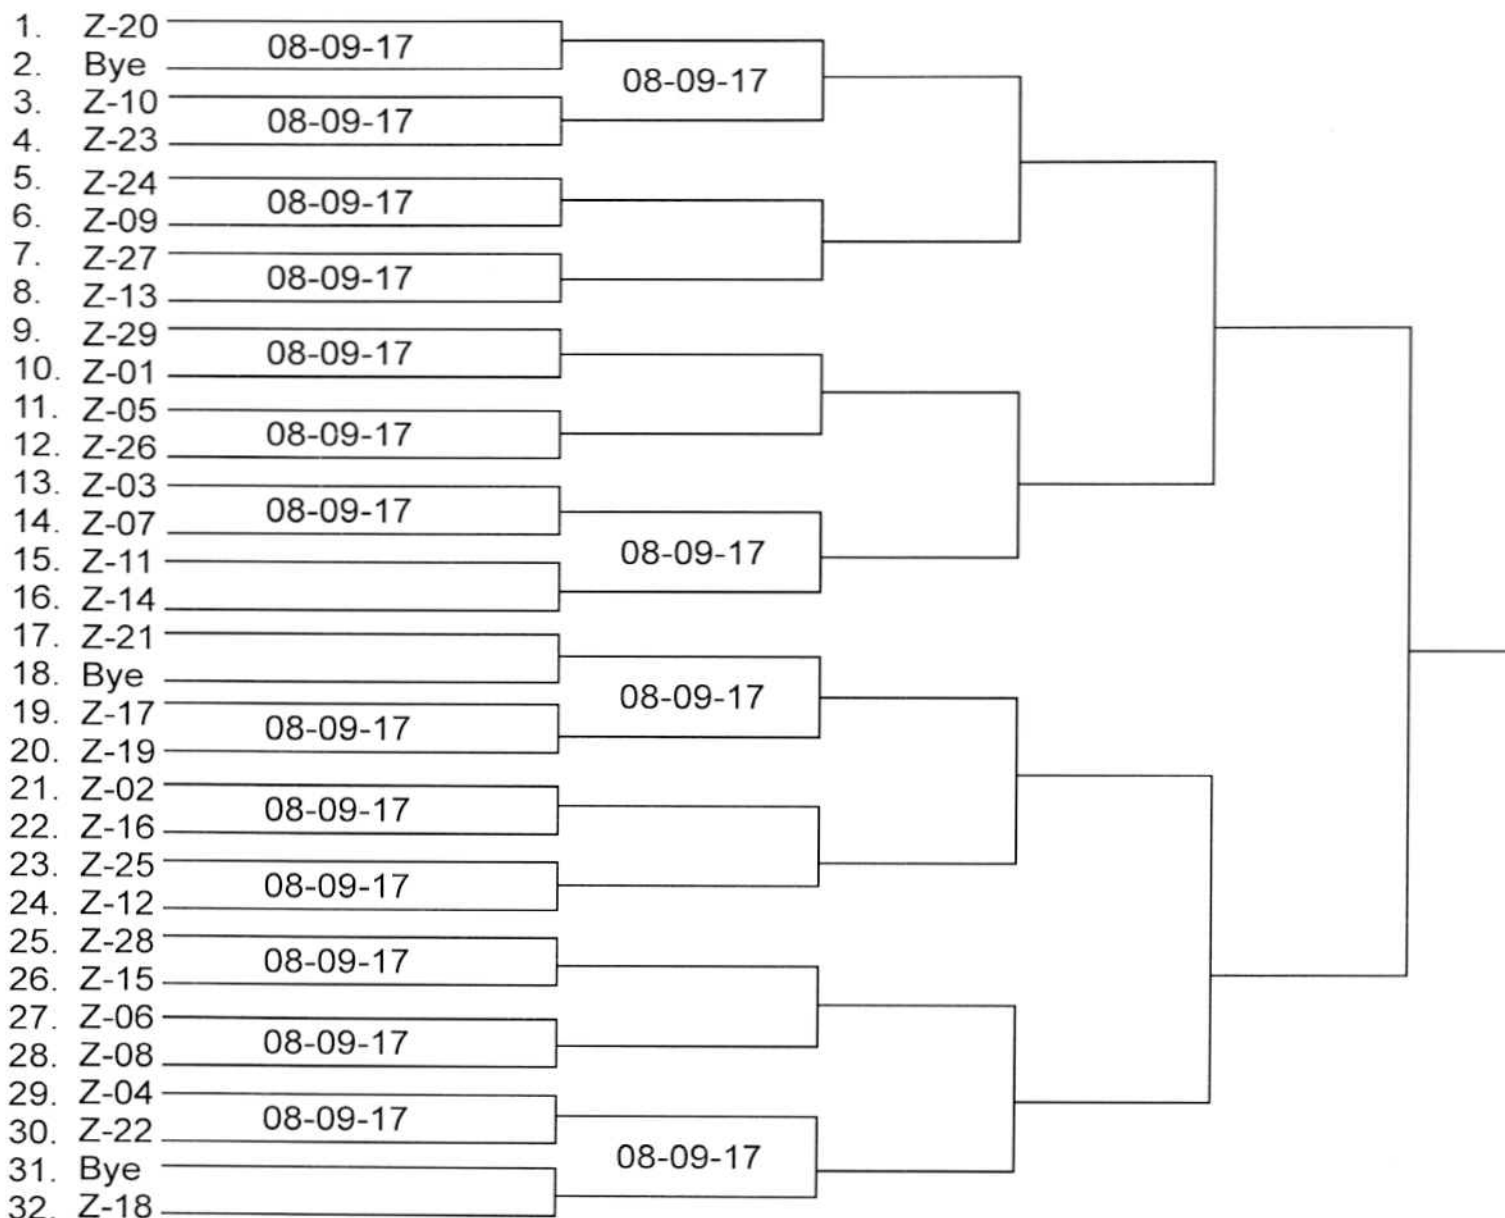 1. Z-20
08-09-17
2. Bye
08-09-17
3. Z-10
08-09-17
4. Z-23
5. Z-24
08-09-17
6. Z-09
7. Z-27
08-09-17
8. Z-13
9. Z-29
08-09-17
10. Z-01
11. Z-05
08-09-17
12. Z-26
13. Z-03
08-09-17
14. Z-07
08-09-17
15. Z-11
16. Z-14
17. Z-21
18. Bye
08-09-17
19. Z-17
08-09-17
20. Z-19
21. Z-02
08-09-17
22. Z-16
23. Z-25
08-09-17
24. Z-12
25. Z-28
08-09-17
26. Z-15
27. Z-06
08-09-17
28. Z-08
29. Z-04
08-09-17
30. Z-22
08-09-17
31. Bye
32. Z-18